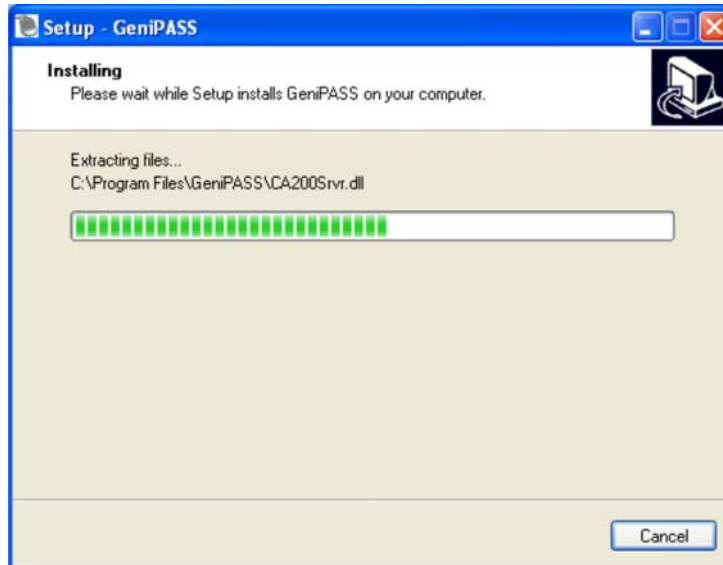 Setup - GeniPASS
Installing
Please wait while Setup installs GeniPASS on your computer.
Extracting files...
C:\Program Files\GeniPASS\CA200Srvr.dll
Cancel